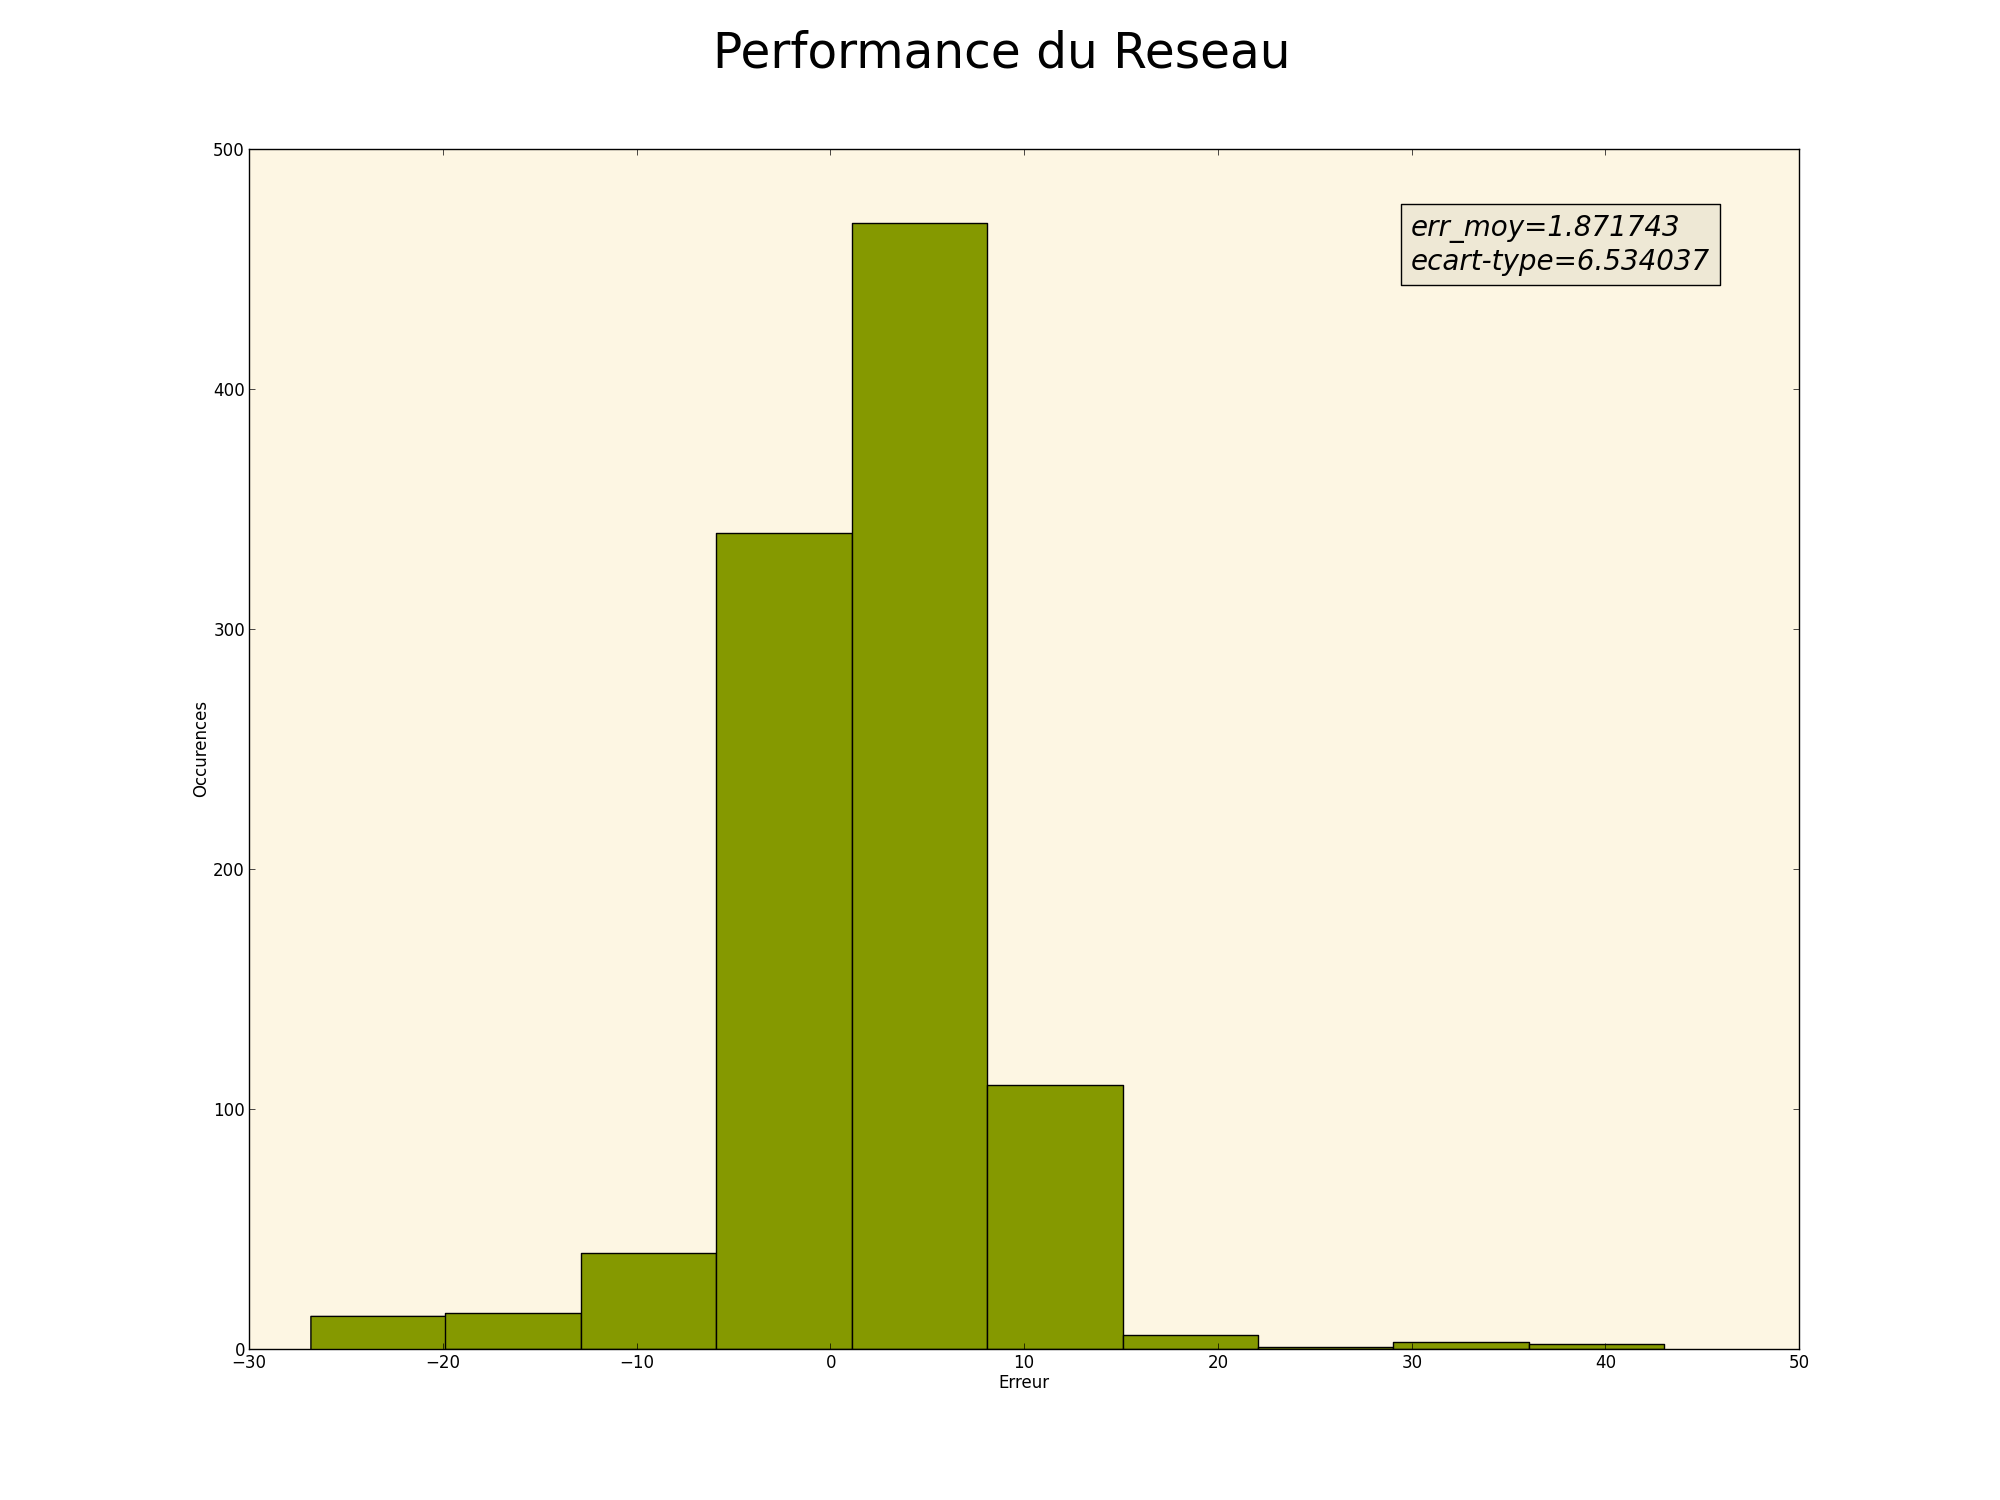 Performance du Reseau
err_moy=1.871743
ecart-type=6.534037
500
400
300
200
100
0
Occurences
−30 −20 −10 0 10 20 30 40 50
Erreur